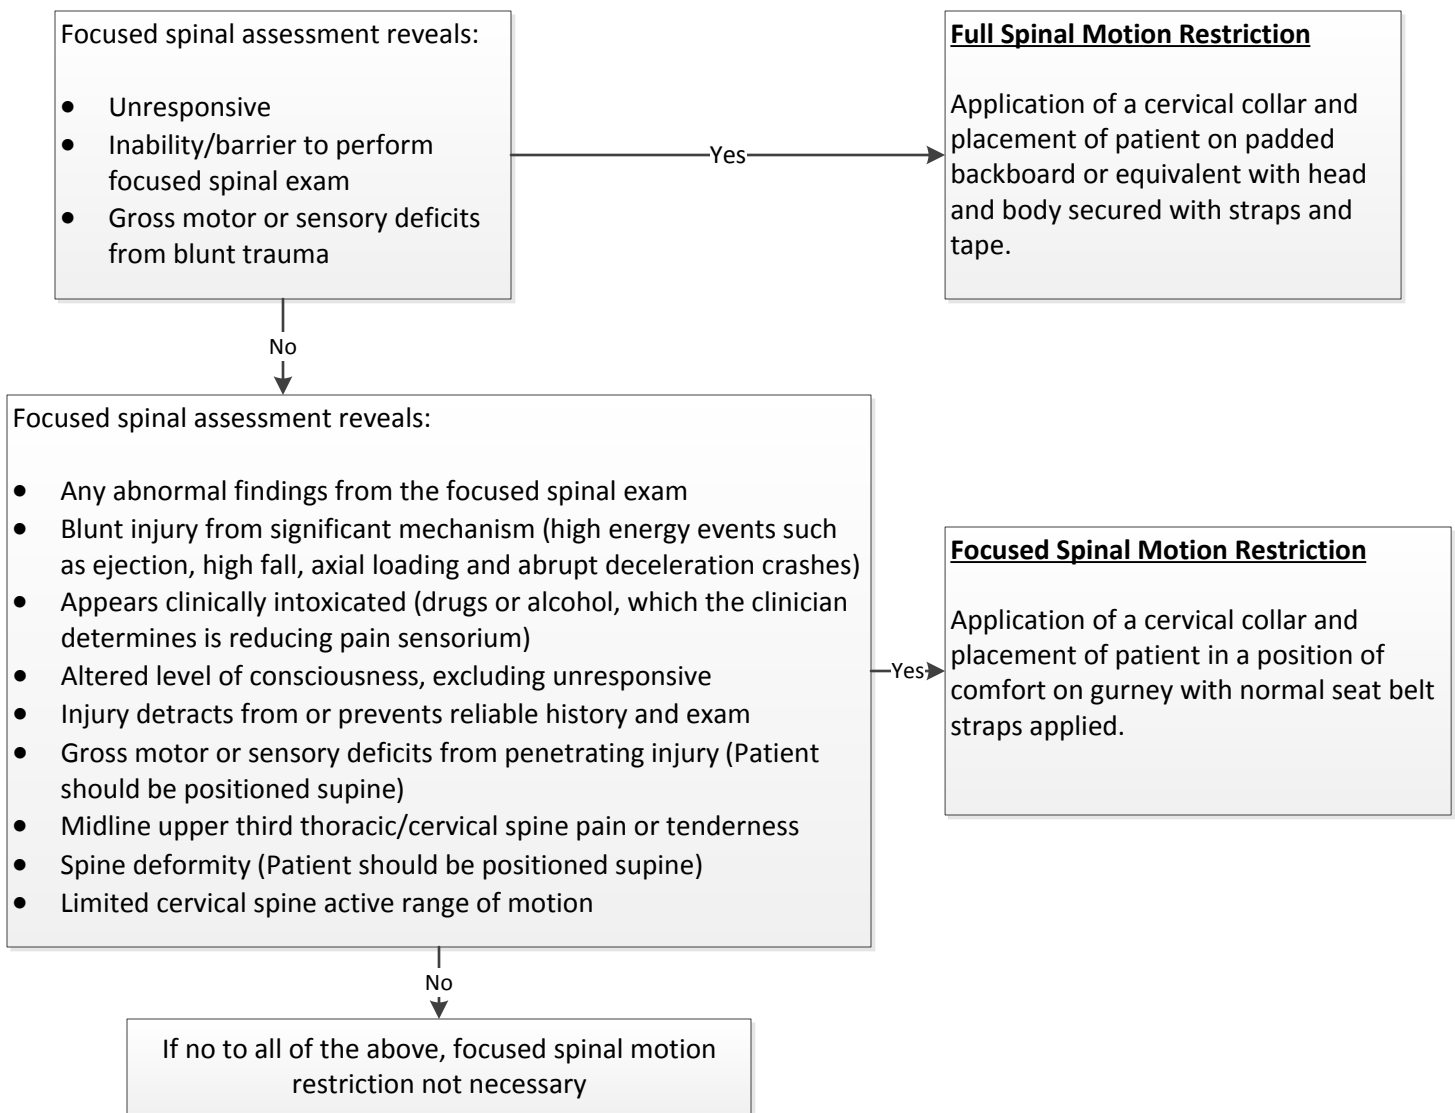 Focused spinal assessment reveals:
• Unresponsive
• Inability/barrier to perform
focused spinal exam
• Gross motor or sensory deficits
from blunt trauma
Yes
Full Spinal Motion Restriction
Application of a cervical collar and
placement of patient on padded
backboard or equivalent with head
and body secured with straps and
tape.
No
Focused spinal assessment reveals:
• Any abnormal findings from the focused spinal exam
• Blunt injury from significant mechanism (high energy events such
as ejection, high fall, axial loading and abrupt deceleration crashes)
• Appears clinically intoxicated (drugs or alcohol, which the clinician
determines is reducing pain sensorium)
• Altered level of consciousness, excluding unresponsive
• Injury detracts from or prevents reliable history and exam
• Gross motor or sensory deficits from penetrating injury (Patient
should be positioned supine)
• Midline upper third thoracic/cervical spine pain or tenderness
• Spine deformity (Patient should be positioned supine)
• Limited cervical spine active range of motion
Yes
Focused Spinal Motion Restriction
Application of a cervical collar and
placement of patient in a position of
comfort on gurney with normal seat belt
straps applied.
No
If no to all of the above, focused spinal motion
restriction not necessary